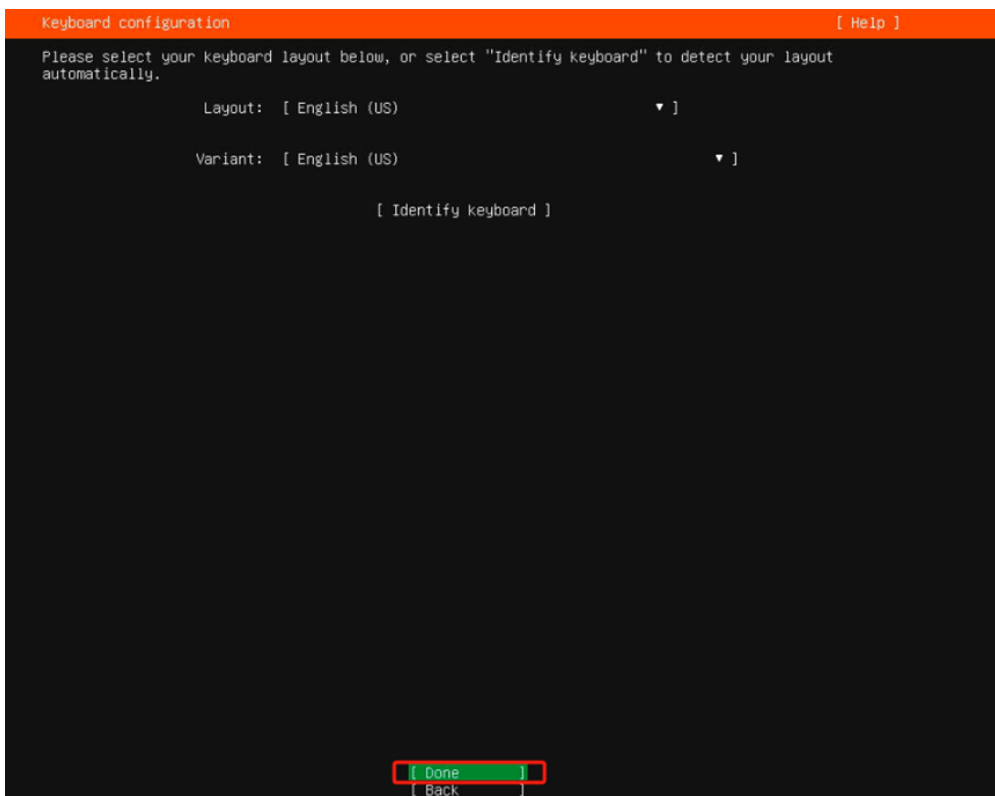 Keyboard configuration [ Help ]
Please select your keyboard layout below, or select "Identify keyboard" to detect your layout
automatically.
Layout: [ English (US) ▾ ]
Variant: [ English (US) ▾ ]
[ Identify keyboard ]
[ Done ]
[ Back ]